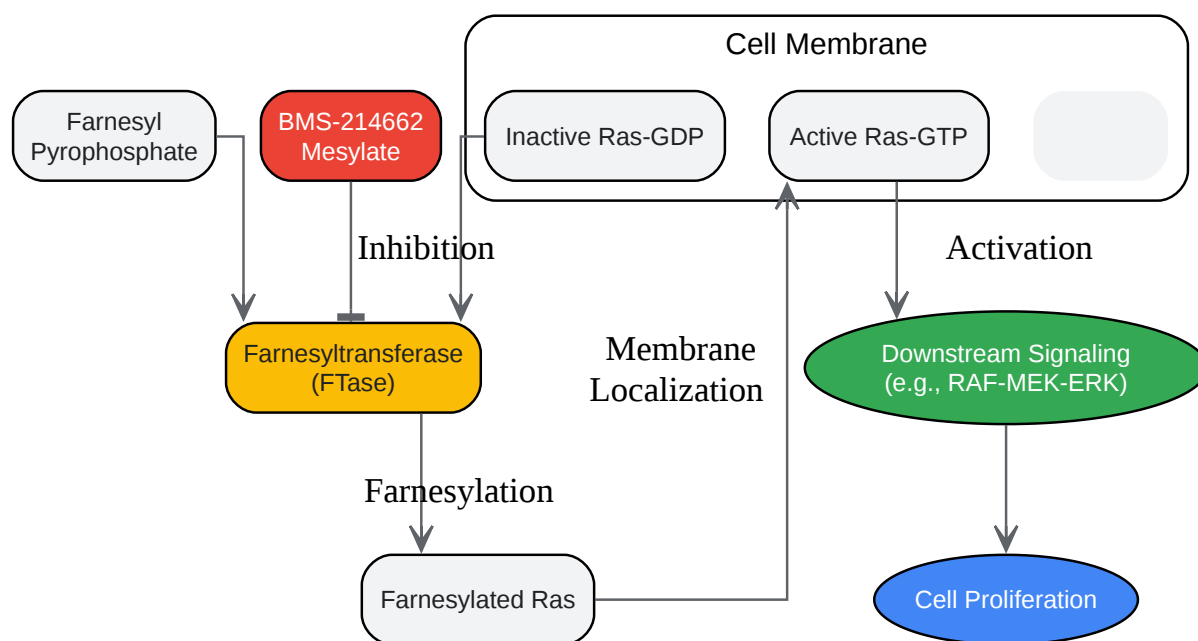 Cell Membrane
Farnesyl
Pyrophosphate
BMS-214662
Mesylate
Inactive Ras-GDP
Active Ras-GTP
Inhibition
Activation
Farnesyltransferase
(FTase)
Membrane
Localization
Downstream Signaling
(e.g., RAF-MEK-ERK)
Farnesylation
Farnesylated Ras
Cell Proliferation